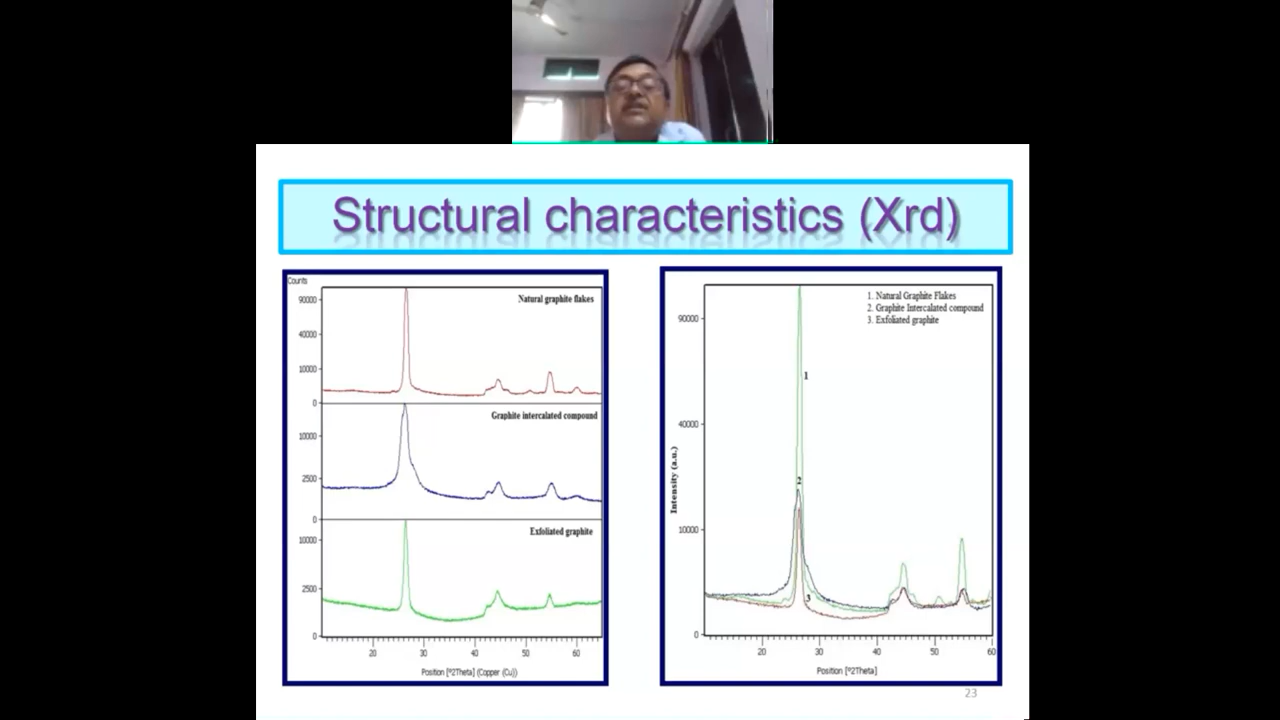 Structural characteristics (Xrd)
Counts
Natural graphite flakes
90000
40000
10000
0
Graphite intercalated compound
10000
2500
0
Exfoliated graphite
10000
2500
0
20 30 40 50 60
Position [°2Theta] (Copper (Cu))
1. Natural Graphite Flakes
2. Graphite Intercalated compound
3. Exfoliated graphite
90000
1
40000
Intensity (a.u.)
2
10000
3
0
20 30 40 50 60
Position [°2Theta]
23